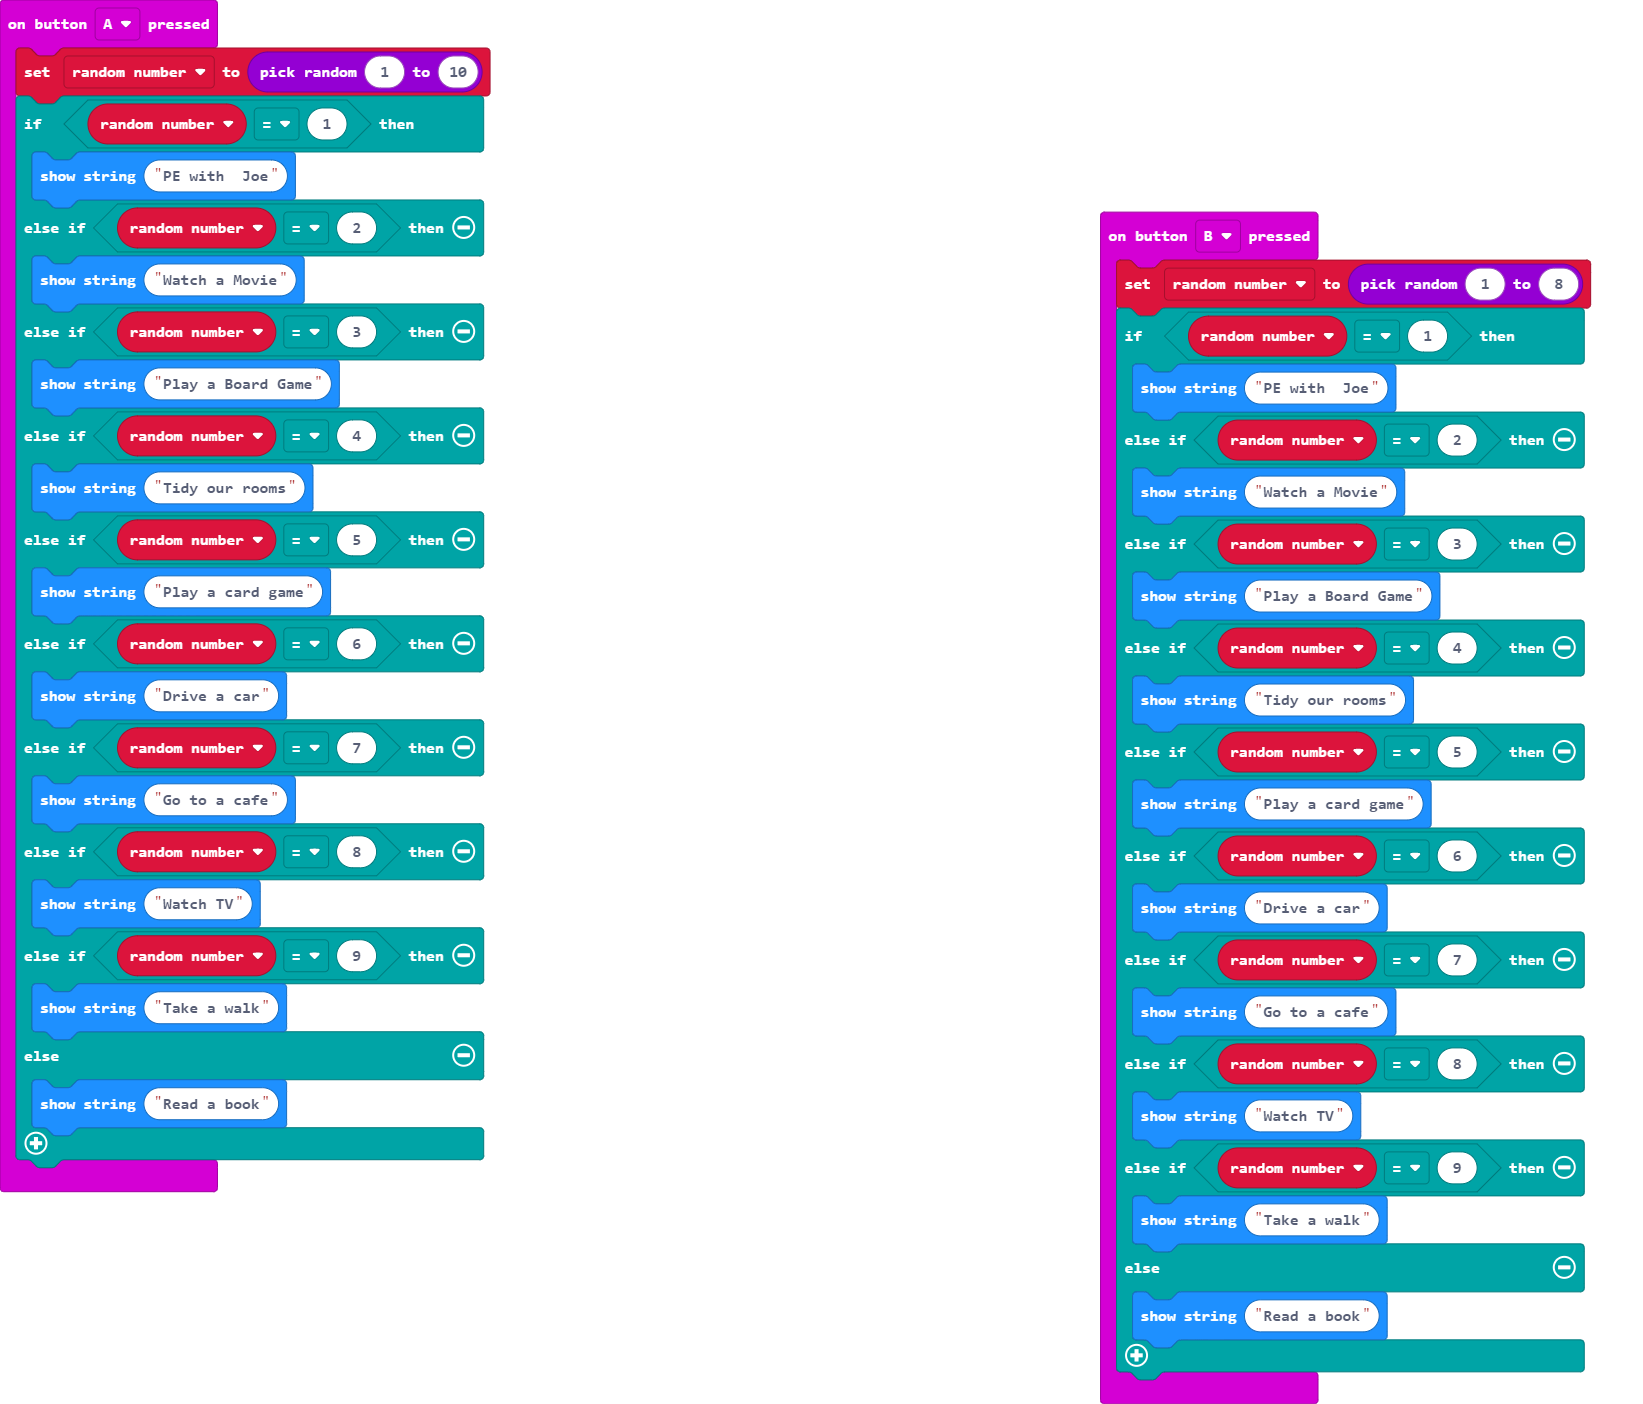 on button A pressed
set random number to pick random 1 to 10
if random number = 1 then
show string "PE with  Joe"
else if random number = 2 then
show string "Watch a Movie"
else if random number = 3 then
show string "Play a Board Game"
else if random number = 4 then
show string "Tidy our rooms"
else if random number = 5 then
show string "Play a card game"
else if random number = 6 then
show string "Drive a car"
else if random number = 7 then
show string "Go to a cafe"
else if random number = 8 then
show string "Watch TV"
else if random number = 9 then
show string "Take a walk"
else
show string "Read a book"
on button B pressed
set random number to pick random 1 to 8
if random number = 1 then
show string "PE with  Joe"
else if random number = 2 then
show string "Watch a Movie"
else if random number = 3 then
show string "Play a Board Game"
else if random number = 4 then
show string "Tidy our rooms"
else if random number = 5 then
show string "Play a card game"
else if random number = 6 then
show string "Drive a car"
else if random number = 7 then
show string "Go to a cafe"
else if random number = 8 then
show string "Watch TV"
else if random number = 9 then
show string "Take a walk"
else
show string "Read a book"